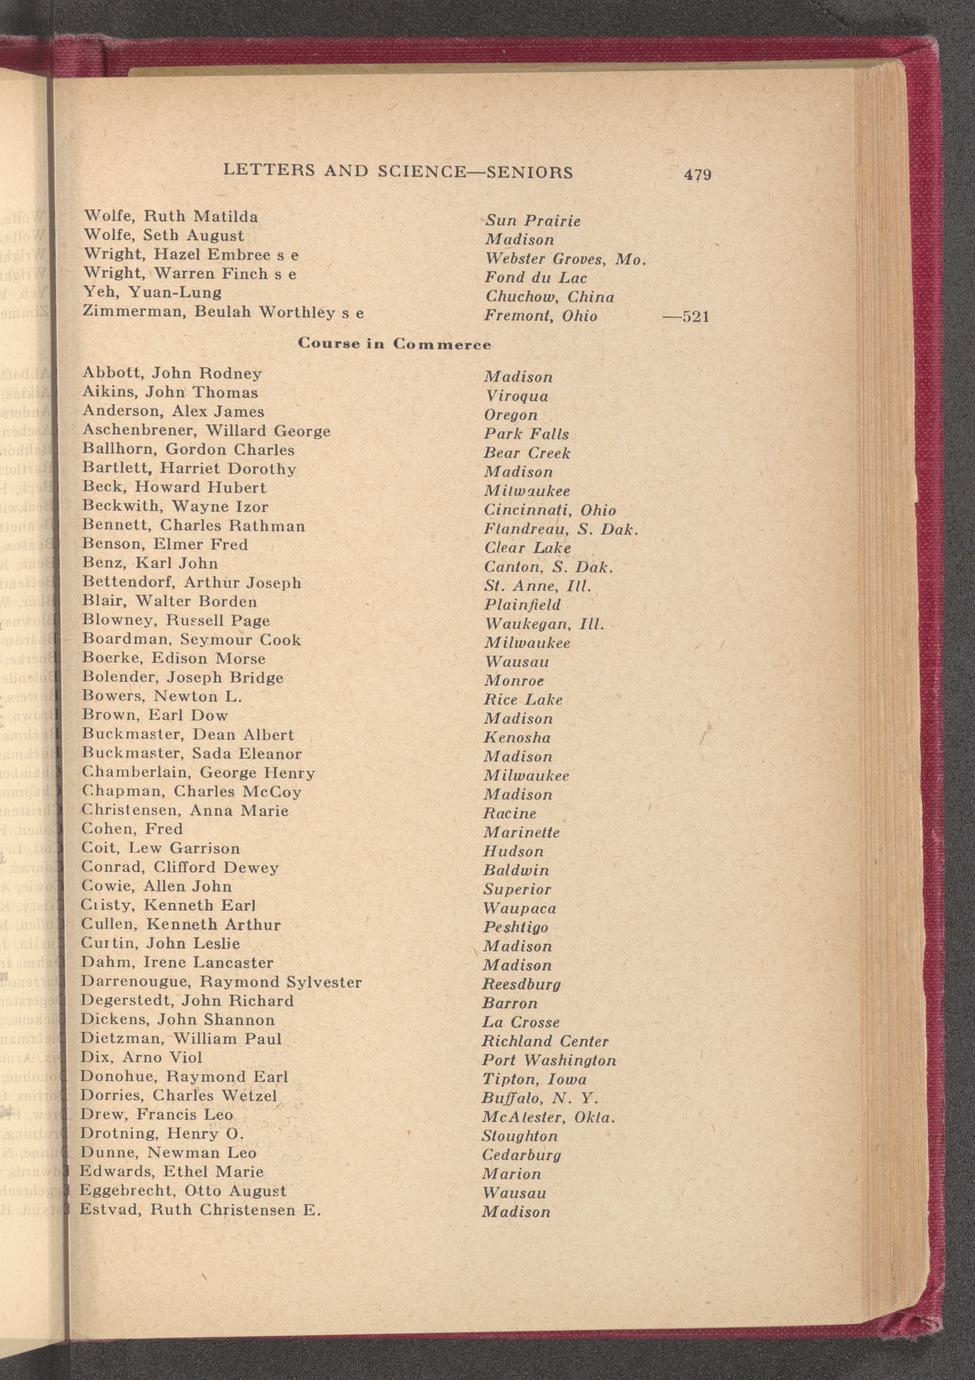 LETTERS AND SCIENCE—SENIORS 479
Wolfe, Ruth Matilda Sun Prairie
Wolfe, Seth August Madison
Wright, Hazel Embree s e Webster Groves, Mo.
Wright, Warren Finch s e Fond du Lac
Yeh, Yuan-Lung Chuchow, China
Zimmerman, Beulah Worthley s e Fremont, Ohio —521
Course in Commerce
Abbott, John Rodney Madison
Aikins, John Thomas Viroqua
Anderson, Alex James Oregon
Aschenbrener, Willard George Park Falls
Ballhorn, Gordon Charles Bear Creek
Bartlett, Harriet Dorothy Madison
Beck, Howard Hubert Milwaukee
Beckwith, Wayne Izor Cincinnati, Ohio
Bennett, Charles Rathman Flandreau, S. Dak.
Benson, Elmer Fred Clear Lake
Benz, Karl John Canton, S. Dak.
Bettendorf, Arthur Joseph St. Anne, Ill.
Blair, Walter Borden Plainfield
Blowney, Russell Page Waukegan, Ill.
Boardman, Seymour Cook Milwaukee
Boerke, Edison Morse Wausau
Bolender, Joseph Bridge Monroe
Bowers, Newton L. Rice Lake
Brown, Earl Dow Madison
Buckmaster, Dean Albert Kenosha
Buckmaster, Sada Eleanor Madison
Chamberlain, George Henry Milwaukee
Chapman, Charles McCoy Madison
Christensen, Anna Marie Racine
Cohen, Fred Marinette
Coit, Lew Garrison Hudson
Conrad, Clifford Dewey Baldwin
Cowie, Allen John Superior
Cristy, Kenneth Earl Waupaca
Cullen, Kenneth Arthur Peshtigo
Curtin, John Leslie Madison
Dahm, Irene Lancaster Madison
Darrenougue, Raymond Sylvester Reesdburg
Degerstedt, John Richard Barron
Dickens, John Shannon La Crosse
Dietzman, William Paul Richland Center
Dix, Arno Viol Port Washington
Donohue, Raymond Earl Tipton, Iowa
Dorries, Charles Wetzel Buffalo, N. Y.
Drew, Francis Leo McAlester, Okla.
Drotning, Henry O. Stoughton
Dunne, Newman Leo Cedarburg
Edwards, Ethel Marie Marion
Eggebrecht, Otto August Wausau
Estvad, Ruth Christensen E. Madison